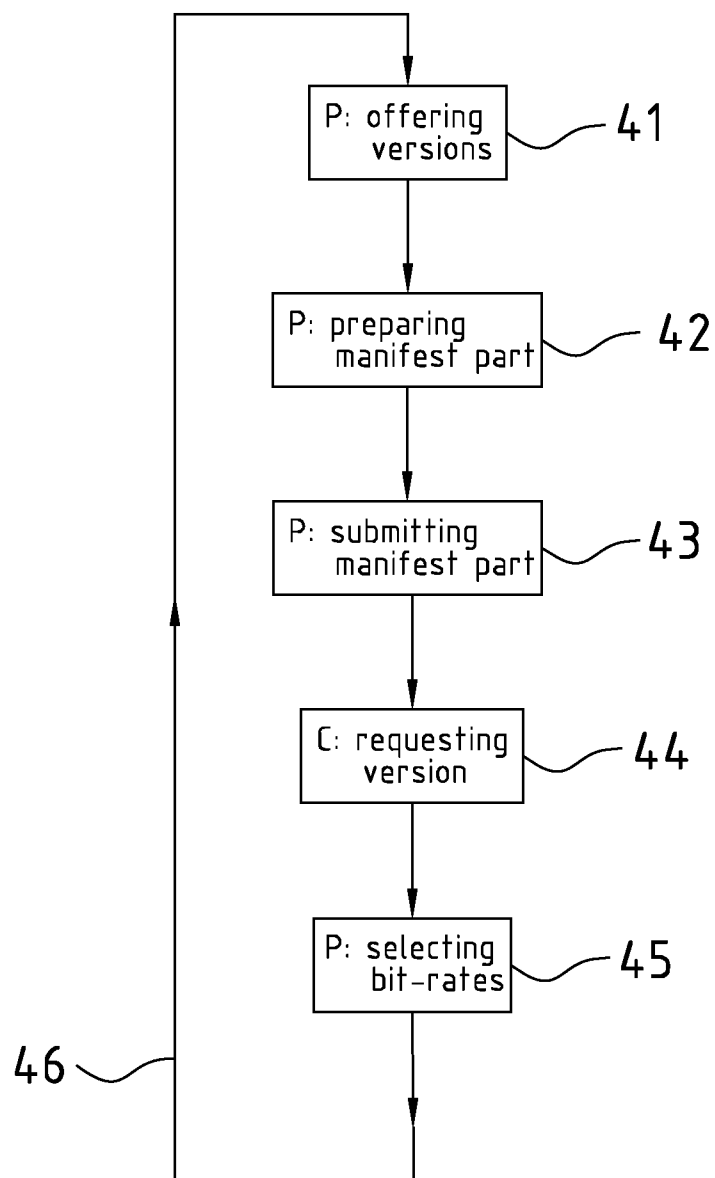 P: offering
versions
41
P: preparing
manifest part
42
P: submitting
manifest part
43
C: requesting
version
44
P: selecting
bit-rates
45
46